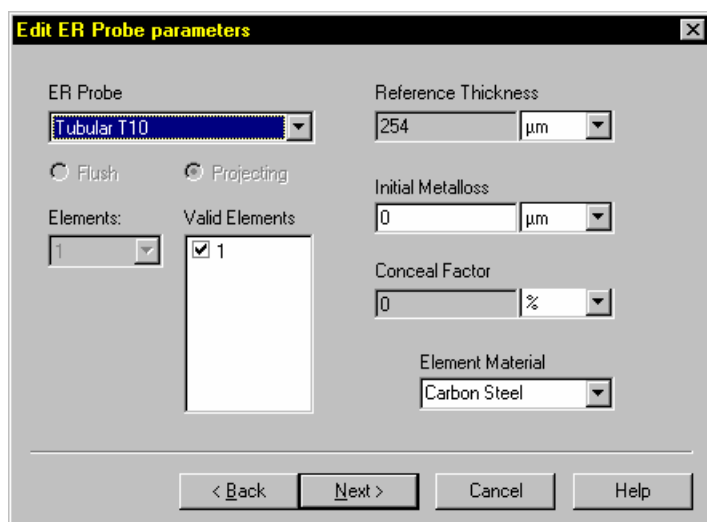 Edit ER Probe parameters
ER Probe
Tubular T10
Flush
Projecting
Elements:
1
Valid Elements
1
Reference Thickness
254
µm
Initial Metalloss
0
µm
Conceal Factor
0
%
Element Material
Carbon Steel
< Back
Next >
Cancel
Help